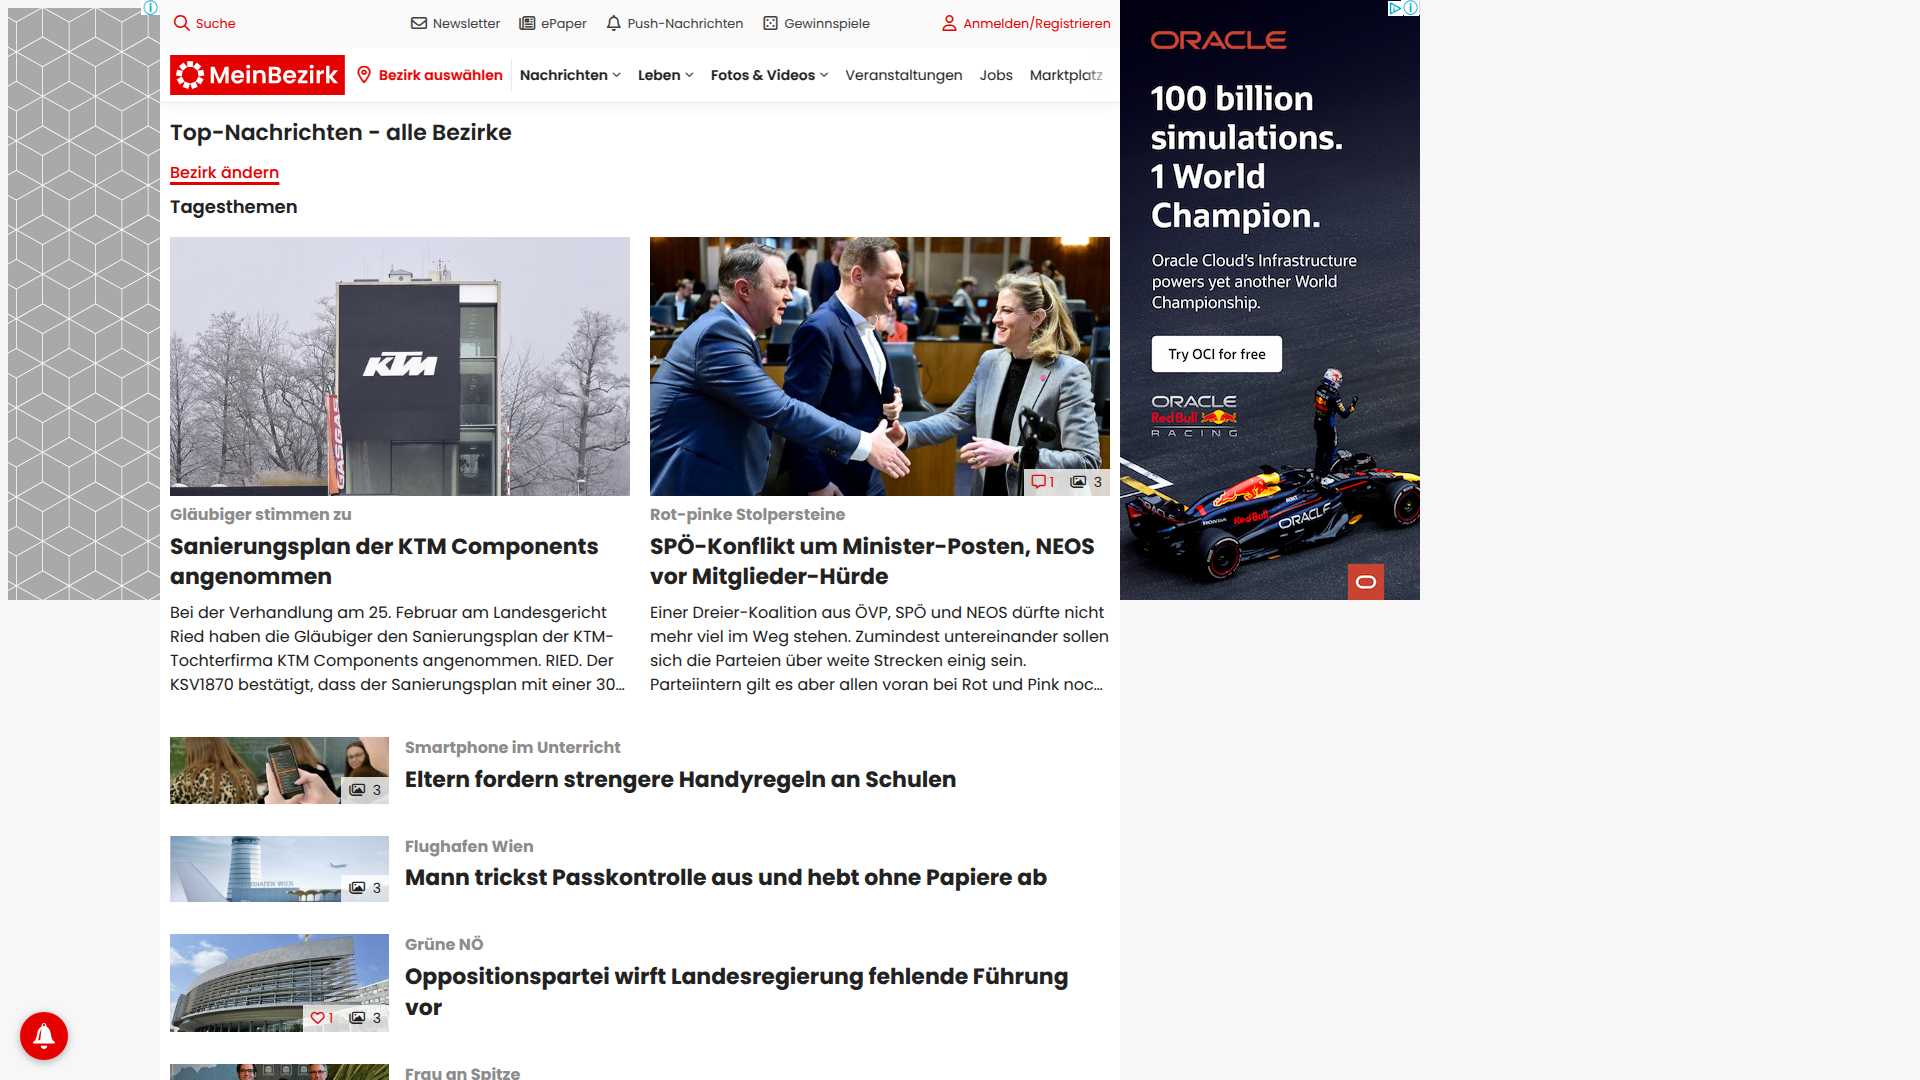 Suche
Newsletter
ePaper
Push-Nachrichten
Gewinnspiele
Anmelden/Registrieren
MeinBezirk
Bezirk auswählen
Nachrichten
Leben
Fotos & Videos
Veranstaltungen
Jobs
Marktplatz
Top-Nachrichten - alle Bezirke
Bezirk ändern
Tagesthemen
KTM
GASGAS
Gläubiger stimmen zu
Sanierungsplan der KTM Components
angenommen
Bei der Verhandlung am 25. Februar am Landesgericht
Ried haben die Gläubiger den Sanierungsplan der KTM-
Tochterfirma KTM Components angenommen. RIED. Der
KSV1870 bestätigt, dass der Sanierungsplan mit einer 30...
1
3
Rot-pinke Stolpersteine
SPÖ-Konflikt um Minister-Posten, NEOS
vor Mitglieder-Hürde
Einer Dreier-Koalition aus ÖVP, SPÖ und NEOS dürfte nicht
mehr viel im Weg stehen. Zumindest untereinander sollen
sich die Parteien über weite Strecken einig sein.
Parteiintern gilt es aber allen voran bei Rot und Pink noc...
3
Smartphone im Unterricht
Eltern fordern strengere Handyregeln an Schulen
3
Flughafen Wien
Mann trickst Passkontrolle aus und hebt ohne Papiere ab
1
3
Grüne NÖ
Oppositionspartei wirft Landesregierung fehlende Führung
vor
Frau an Spitze
ORACLE
100 billion
simulations.
1 World
Champion.
Oracle Cloud's Infrastructure
powers yet another World
Championship.
Try OCI for free
ORACLE
Red Bull
RACING
HONDA
Red Bull
ORACLE